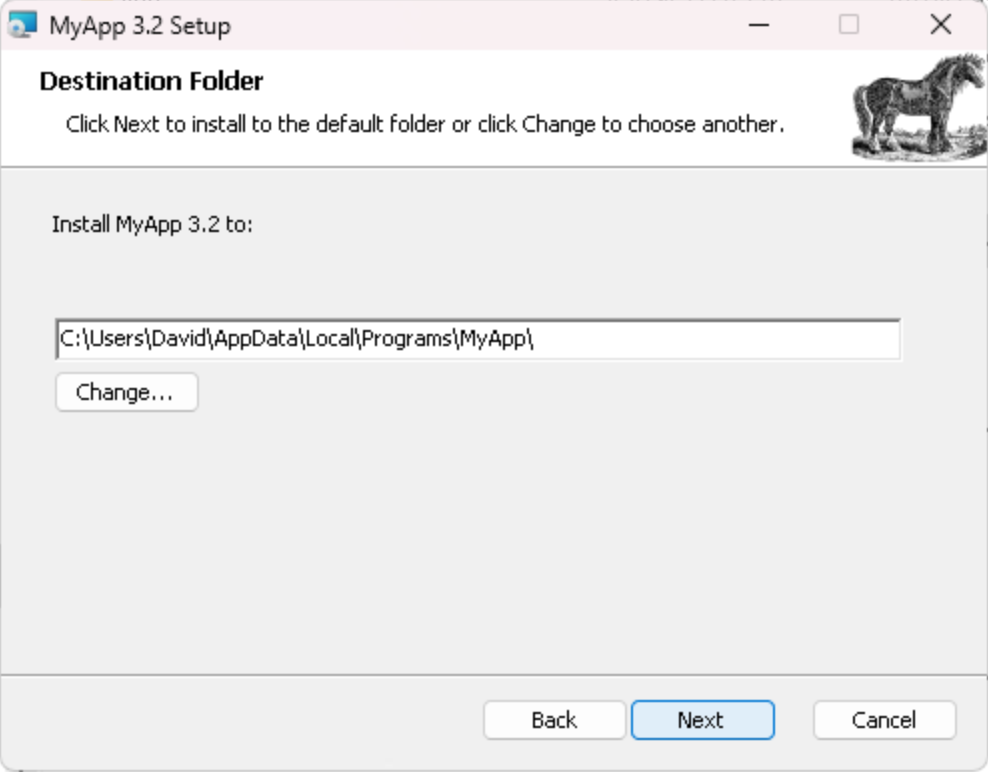 MyApp 3.2 Setup
Destination Folder
Click Next to install to the default folder or click Change to choose another.
Install MyApp 3.2 to:
C:\Users\David\AppData\Local\Programs\MyApp\
Change...
Back Next Cancel